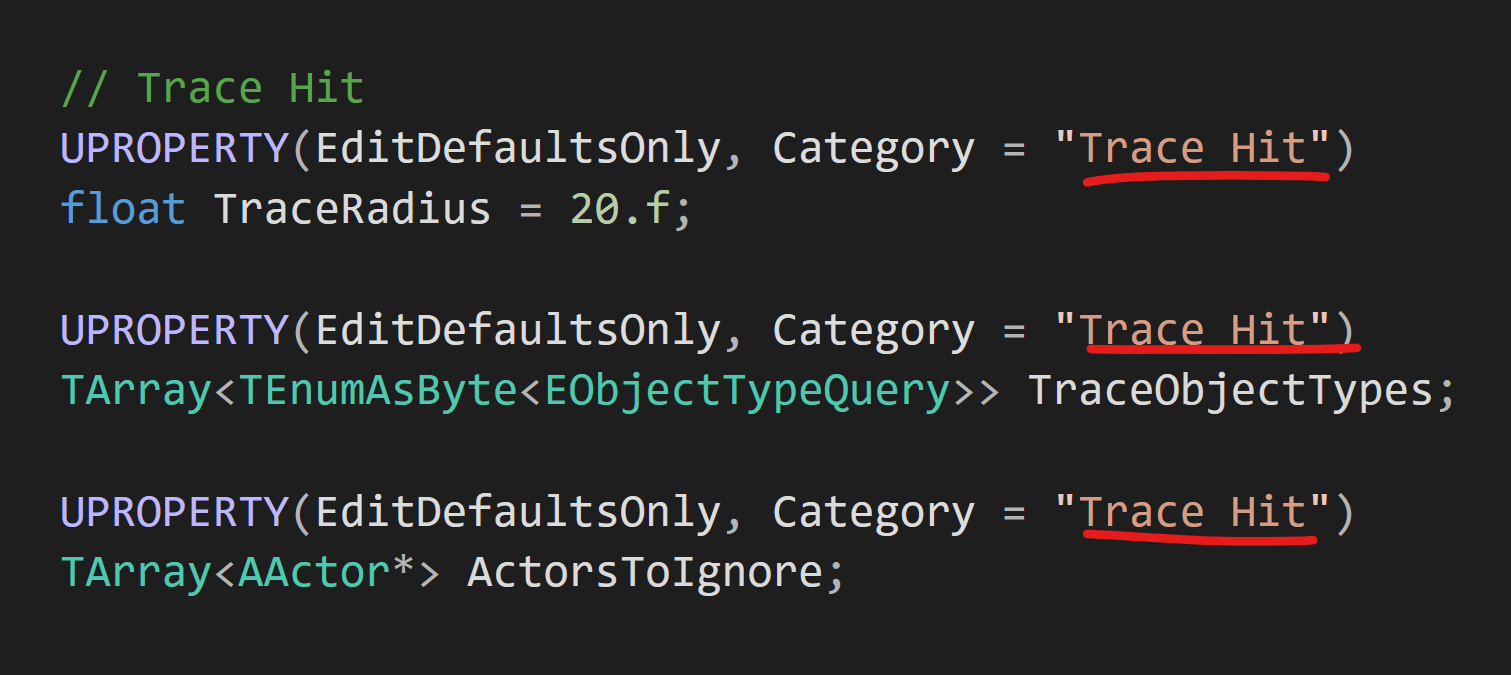 // Trace Hit
UPROPERTY(EditDefaultsOnly, Category = "Trace Hit")
float TraceRadius = 20.f;
UPROPERTY(EditDefaultsOnly, Category = "Trace Hit")
TArray<TEnumAsByte<EObjectTypeQuery>> TraceObjectTypes;
UPROPERTY(EditDefaultsOnly, Category = "Trace Hit")
TArray<AActor*> ActorsToIgnore;